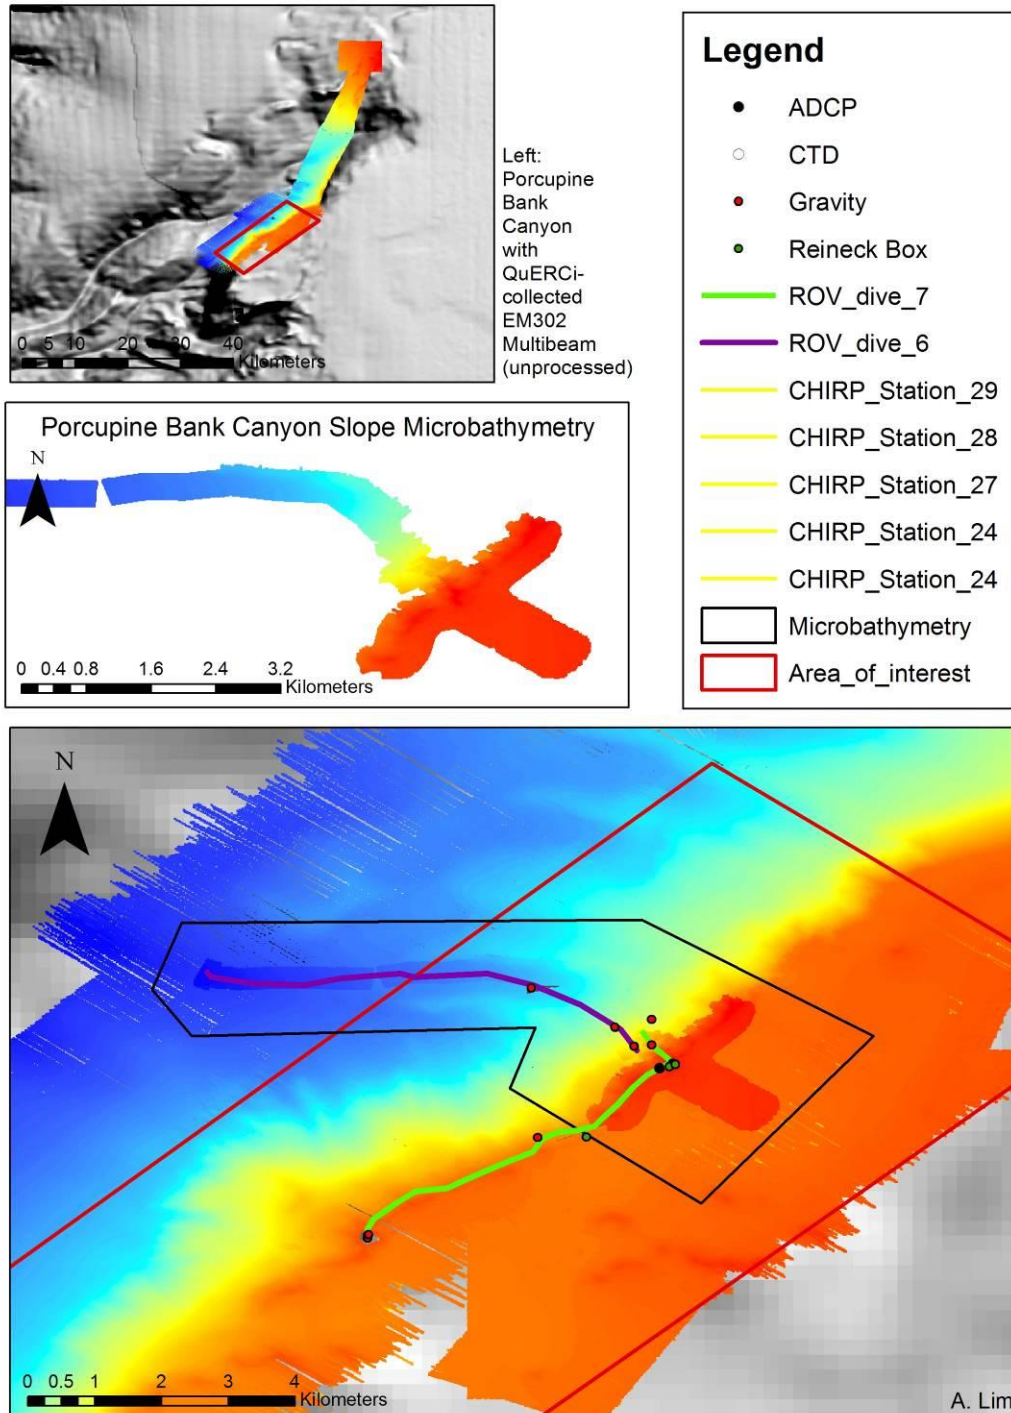 0 5 10 20 30 40
Kilometers
Left:
Porcupine
Bank
Canyon
with
QuERCi-
collected
EM302
Multibeam
(unprocessed)
Legend
ADCP
CTD
Gravity
Reineck Box
ROV_dive_7
ROV_dive_6
CHIRP_Station_29
CHIRP_Station_28
CHIRP_Station_27
CHIRP_Station_24
CHIRP_Station_24
Microbathymetry
Area_of_interest
Porcupine Bank Canyon Slope Microbathymetry
N
0 0.4 0.8 1.6 2.4 3.2
Kilometers
N
0 0.5 1 2 3 4
Kilometers
A. Lim